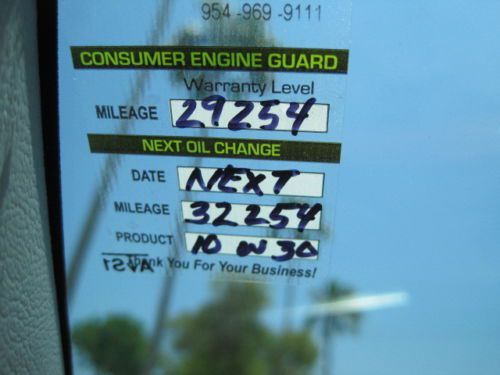 954-969-9111
CONSUMER ENGINE GUARD
Warranty Level
MILEAGE 29254
NEXT OIL CHANGE
DATE NEXT
MILEAGE 32254
PRODUCT 10 W 30
Thank You For Your Business!